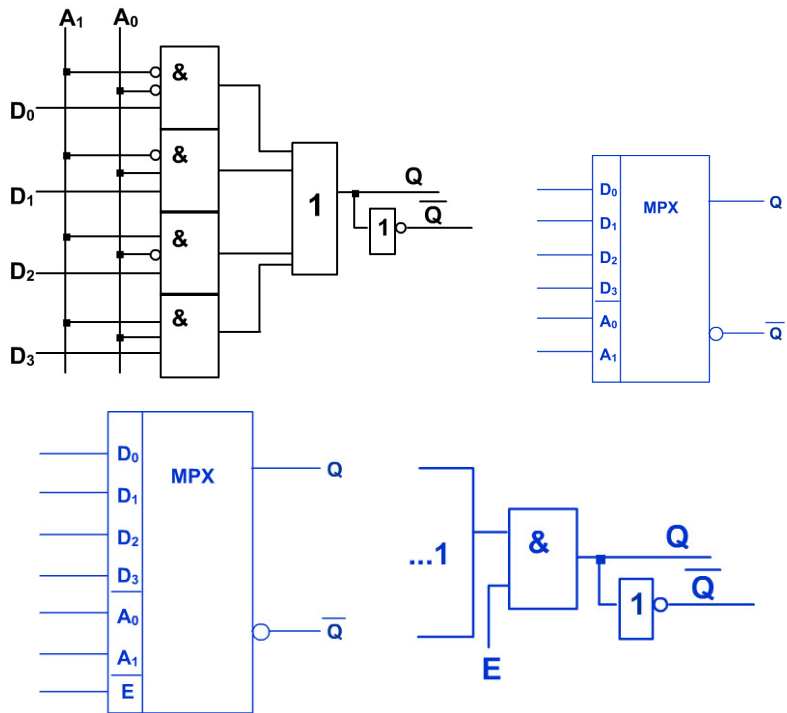 A₁ A₀
&
D₀
&
D₁
1
Q
Q̅
1
&
D₂
&
D₃
D₀
MPX
Q
D₁
D₂
D₃
A₀
Q̅
A₁
D₀
MPX
Q
D₁
D₂
D₃
A₀
Q̅
A₁
E
...1
&
Q
Q̅
1
E